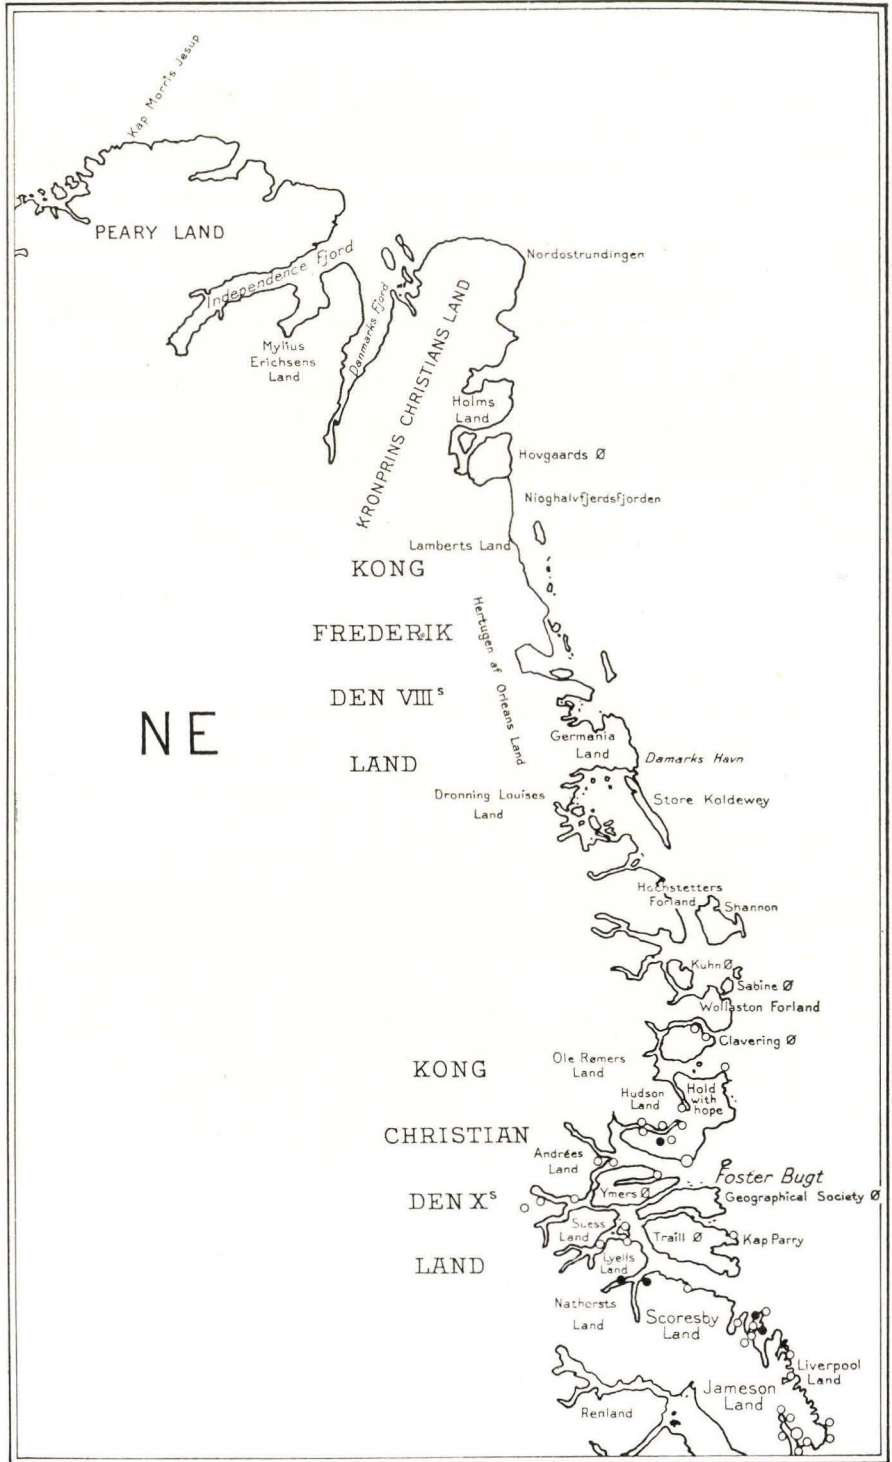 Kap Morris Jesup
PEARY LAND
Independence Fjord
Nordostrundingen
Mylius
Erichsens
Land
Danmarks Fjord
KRONPRINS CHRISTIANS LAND
Holms
Land
Hovgaards Ø
Nioghalvfjerdsfjorden
Lamberts Land
KONG
FREDERIK
DEN VIIIs
LAND
Hertugen af Orleans Land
NE
Germania
Land
Damarks Havn
Dronning Louises
Land
Store Koldewey
Hochstetters
Forland
Shannon
Kuhn Ø
Sabine Ø
Wollaston Forland
Clavering Ø
Ole Rømers
Land
KONG
CHRISTIAN
DEN Xs
LAND
Hudson
Land
Hold
with
hope
Andrées
Land
Foster Bugt
Ymers Ø
Geographical Society Ø
Suess
Land
Traill Ø
Kap Parry
Lyells
Land
Nathorsts
Land
Scoresby
Land
Liverpool
Land
Jameson
Land
Renland